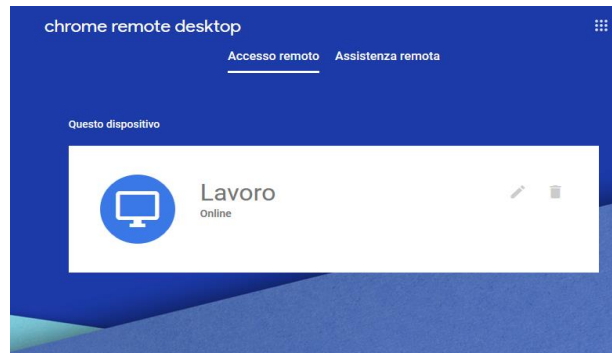 chrome remote desktop
Accesso remoto Assistenza remota
Questo dispositivo
Lavoro
Online